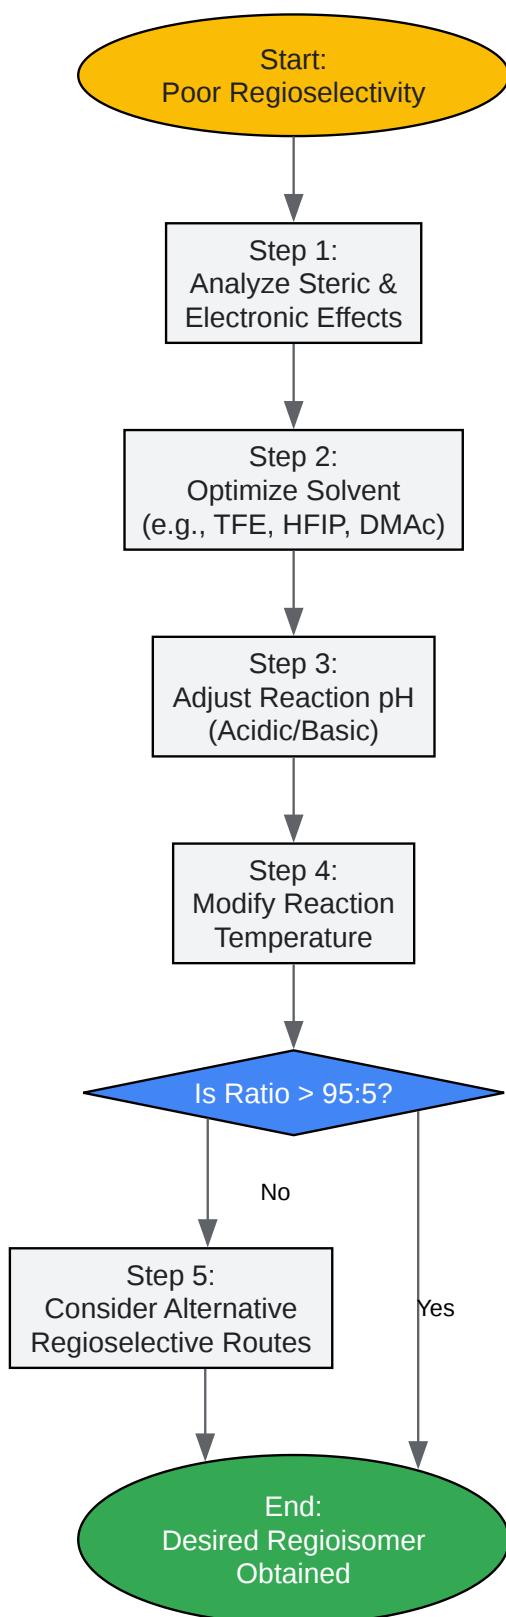 Start:
Poor Regioselectivity
Step 1:
Analyze Steric &
Electronic Effects
Step 2:
Optimize Solvent
(e.g., TFE, HFIP, DMAc)
Step 3:
Adjust Reaction pH
(Acidic/Basic)
Step 4:
Modify Reaction
Temperature
Is Ratio > 95:5?
No
Step 5:
Consider Alternative
Regioselective Routes
Yes
End:
Desired Regioisomer
Obtained